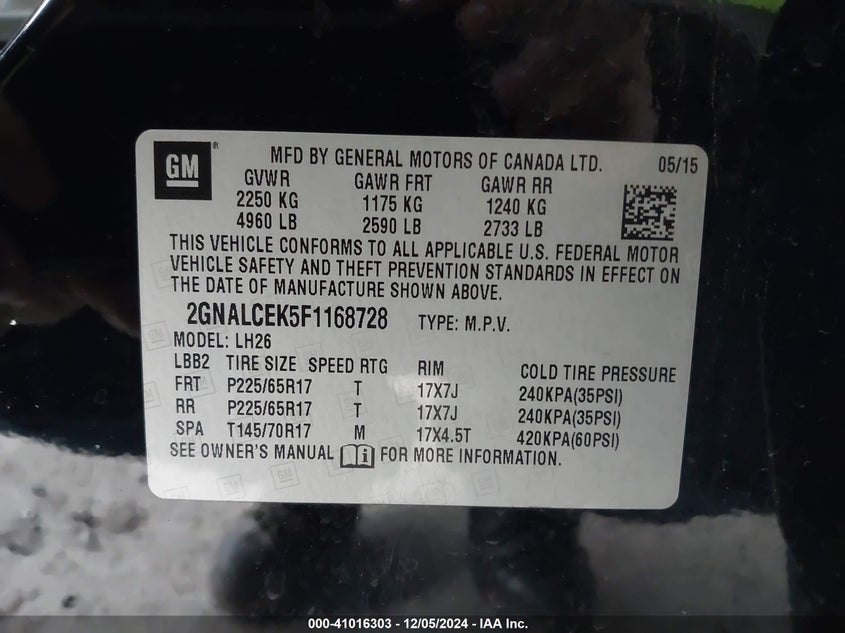 GM ® MFD BY GENERAL MOTORS OF CANADA LTD. 05/15
GVWR GAWR FRT GAWR RR
2250 KG 1175 KG 1240 KG
4960 LB 2590 LB 2733 LB
THIS VEHICLE CONFORMS TO ALL APPLICABLE U.S. FEDERAL MOTOR
VEHICLE SAFETY AND THEFT PREVENTION STANDARDS IN EFFECT ON
THE DATE OF MANUFACTURE SHOWN ABOVE.
2GNALCEK5F1168728 TYPE: M.P.V.
MODEL: LH26
LBB2 TIRE SIZE SPEED RTG RIM COLD TIRE PRESSURE
FRT P225/65R17 T 17X7J 240KPA(35PSI)
RR P225/65R17 T 17X7J 240KPA(35PSI)
SPA T145/70R17 M 17X4.5T 420KPA(60PSI)
SEE OWNER'S MANUAL i FOR MORE INFORMATION.
000-41016303 - 12/05/2024 - IAA Inc.